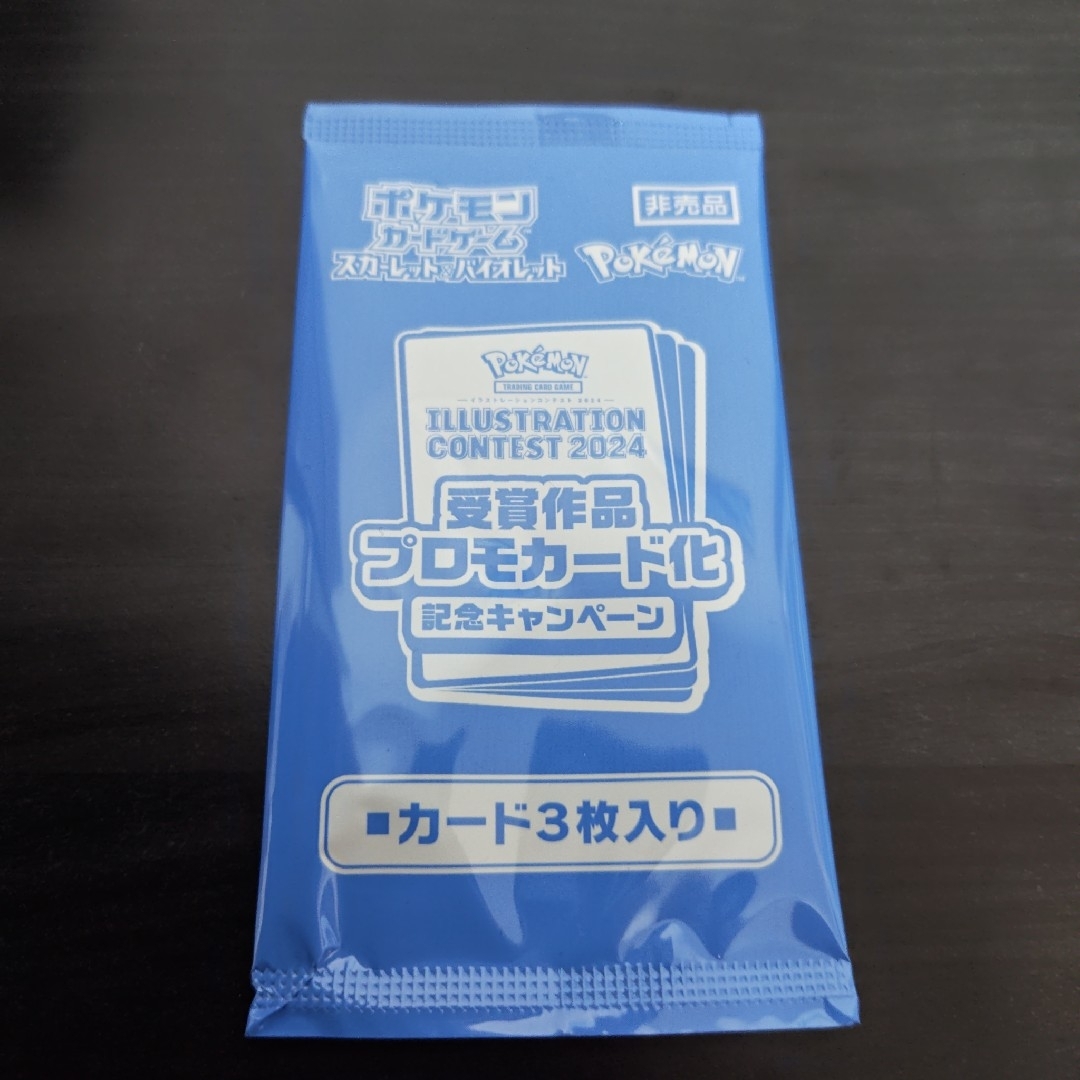 ポケモン
カードゲーム
スカーレット&バイオレット
非売品
Pokémon
Pokémon
TRADING CARD GAME
イラストレーションコンテスト 2024
ILLUSTRATION
CONTEST 2024
受賞作品
プロモカード化
記念キャンペーン
■カード3枚入り■